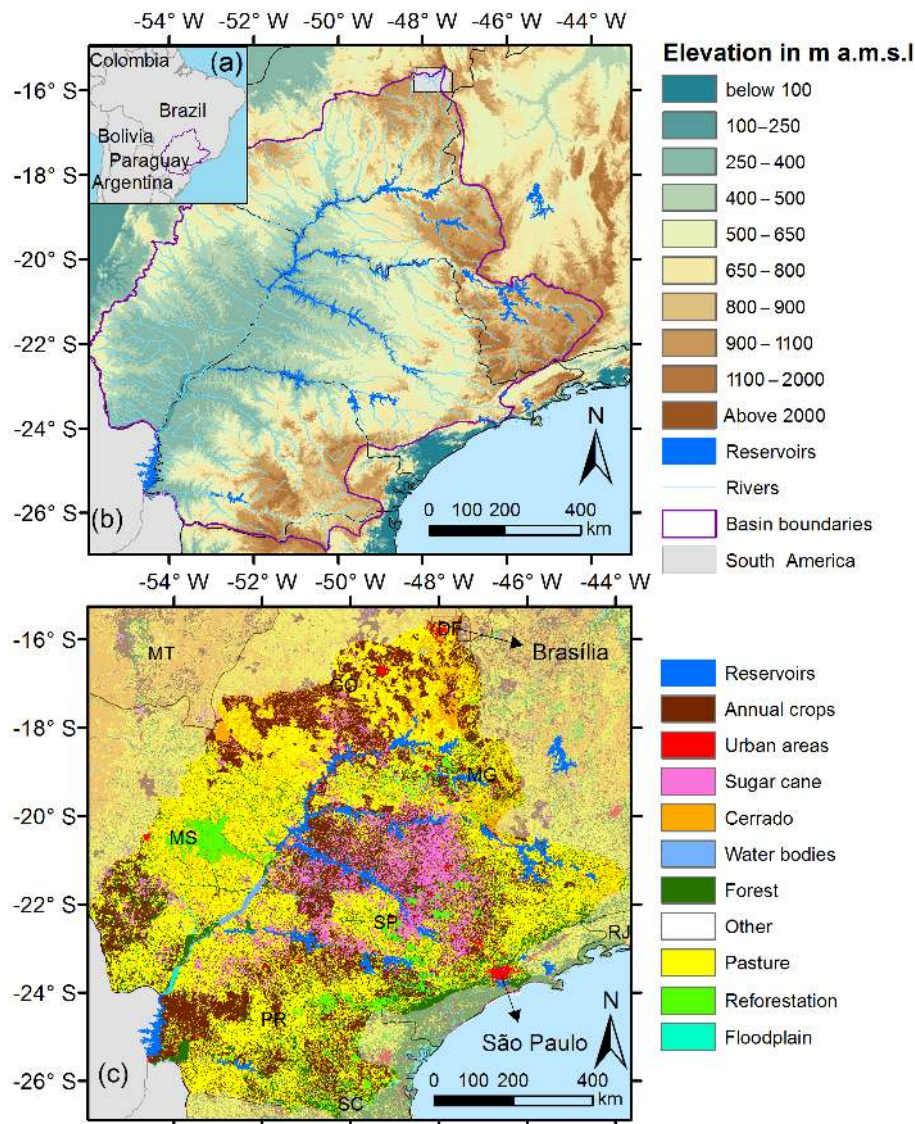 -54° W -52° W -50° W -48° W -46° W -44° W
-16° S
-18° S
-20° S
-22° S
-24° S
-26° S
(a)
Colombia
Brazil
Bolivia
Paraguay
Argentina
(b)
N
0 100 200 400
km
Elevation in m a.m.s.l
below 100
100–250
250–400
400–500
500–650
650–800
800–900
900–1100
1100–2000
Above 2000
Reservoirs
Rivers
Basin boundaries
South America
-54° W -52° W -50° W -48° W -46° W -44° W
-16° S
-18° S
-20° S
-22° S
-24° S
-26° S
MT
DF
Brasília
GO
MG
MS
SP
RJ
PR
São Paulo
SC
(c)
N
0 100 200 400
km
Reservoirs
Annual crops
Urban areas
Sugar cane
Cerrado
Water bodies
Forest
Other
Pasture
Reforestation
Floodplain